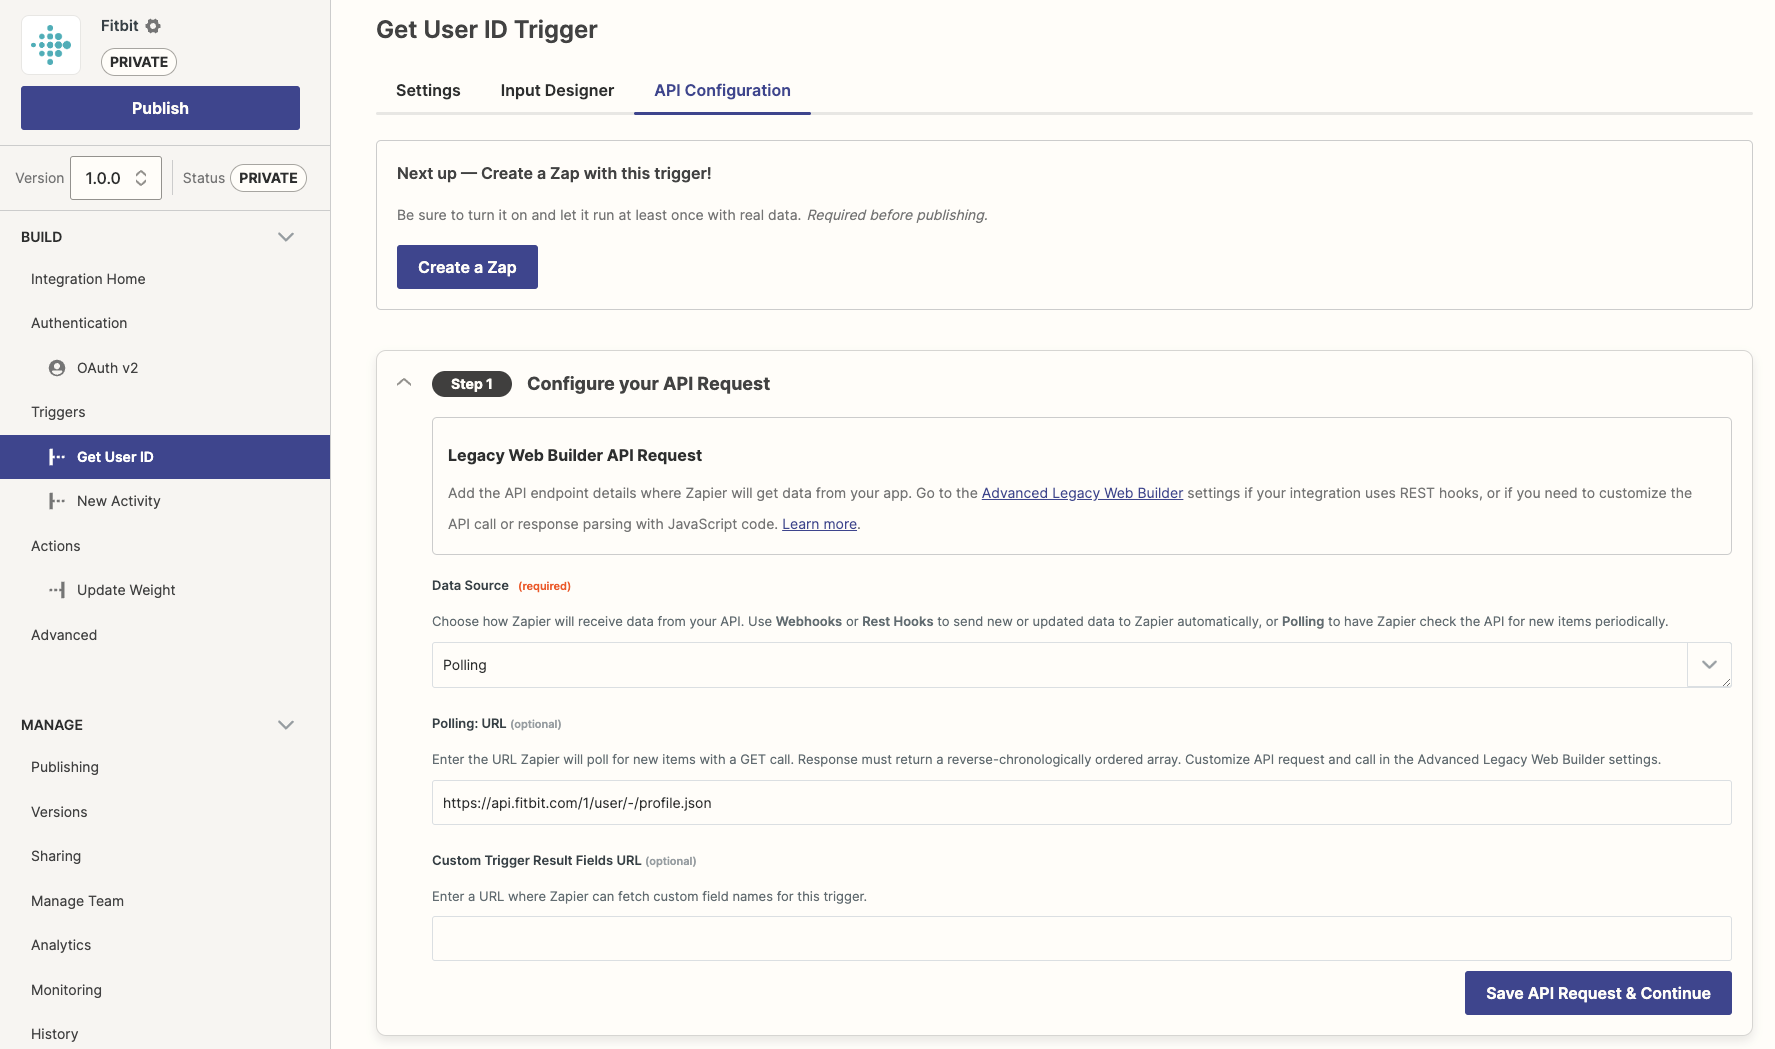 Fitbit
PRIVATE
Publish
Version
1.0.0
Status
PRIVATE
BUILD
Integration Home
Authentication
OAuth v2
Triggers
Get User ID
New Activity
Actions
Update Weight
Advanced
MANAGE
Publishing
Versions
Sharing
Manage Team
Analytics
Monitoring
History
Get User ID Trigger
Settings
Input Designer
API Configuration
Next up — Create a Zap with this trigger!
Be sure to turn it on and let it run at least once with real data. Required before publishing.
Create a Zap
Step 1
Configure your API Request
Legacy Web Builder API Request
Add the API endpoint details where Zapier will get data from your app. Go to the Advanced Legacy Web Builder settings if your integration uses REST hooks, or if you need to customize the
API call or response parsing with JavaScript code. Learn more.
Data Source (required)
Choose how Zapier will receive data from your API. Use Webhooks or Rest Hooks to send new or updated data to Zapier automatically, or Polling to have Zapier check the API for new items periodically.
Polling
Polling: URL (optional)
Enter the URL Zapier will poll for new items with a GET call. Response must return a reverse-chronologically ordered array. Customize API request and call in the Advanced Legacy Web Builder settings.
https://api.fitbit.com/1/user/-/profile.json
Custom Trigger Result Fields URL (optional)
Enter a URL where Zapier can fetch custom field names for this trigger.
Save API Request & Continue